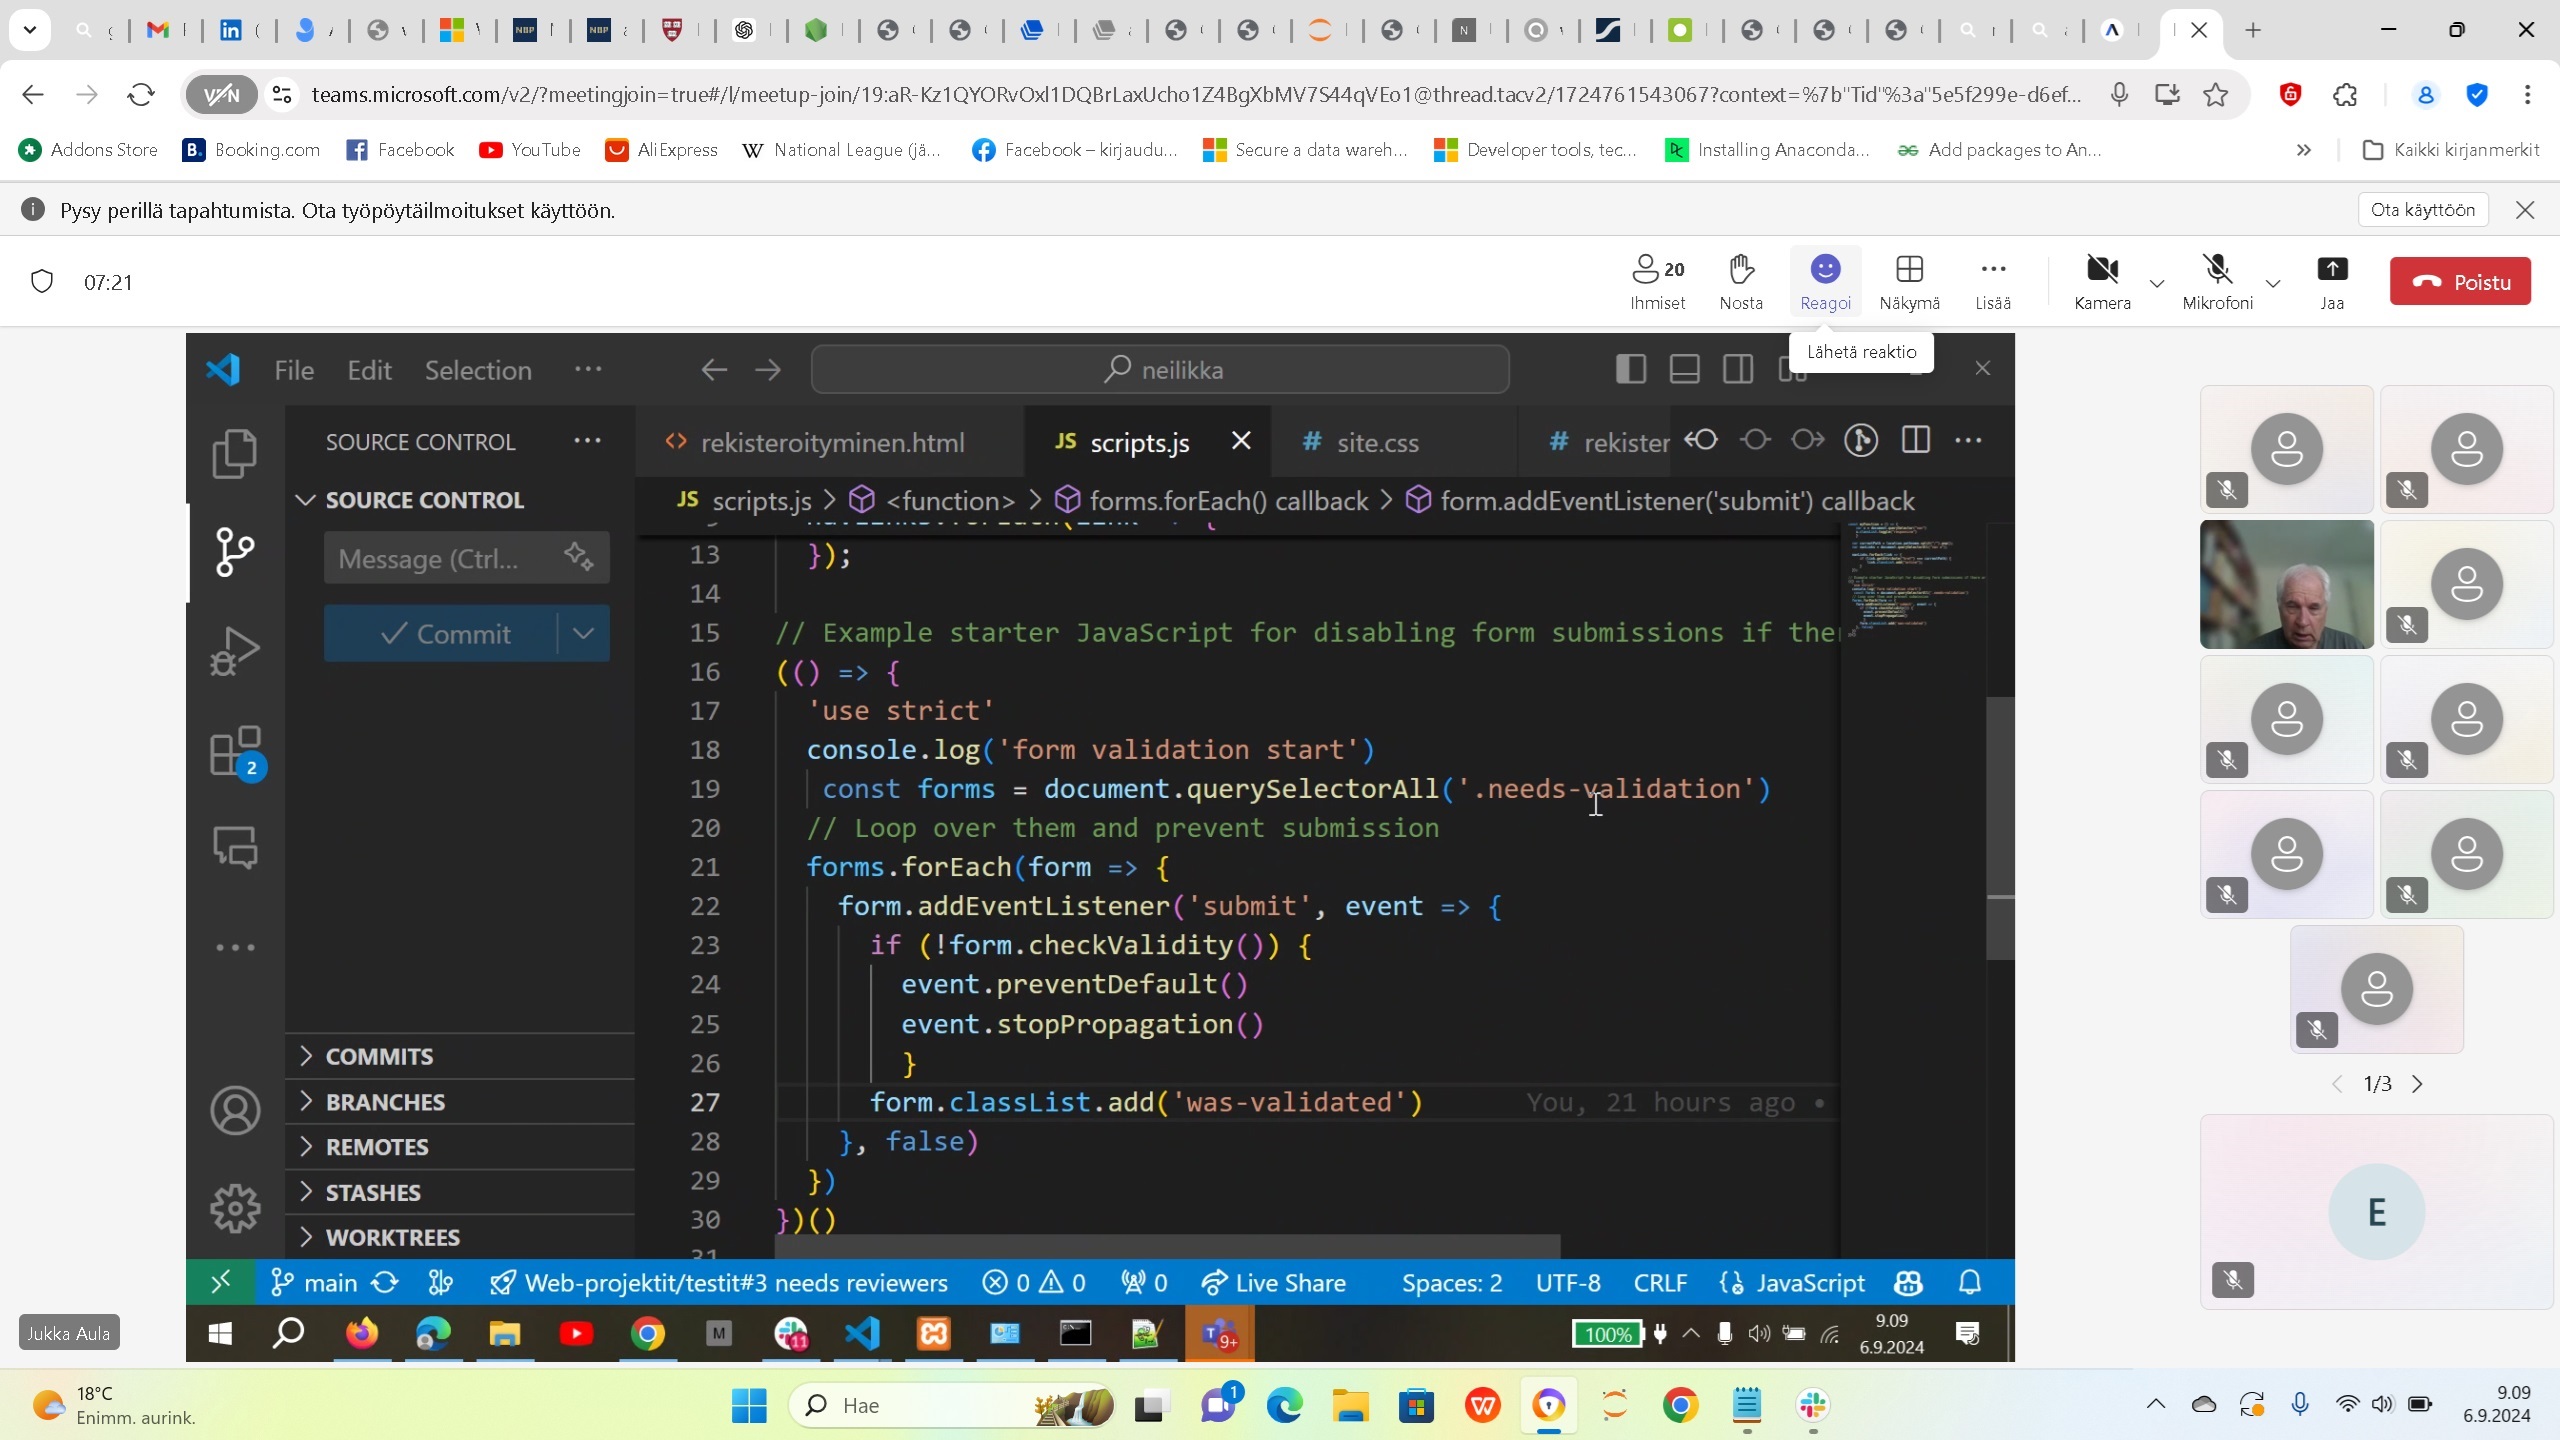 teams.microsoft.com/v2/?meetingjoin=true#/l/meetup-join/19:aR-Kz1QYORvOxl1DQBrLaxUcho1Z4BgXbMV7S44qVEo1@thread.tacv2/1724761543067?context=%7b"Tid"%3a"5e5f299e-d6ef...
Addons Store
Booking.com
Facebook
YouTube
AliExpress
National League (jä...
Facebook – kirjaudu...
Secure a data wareh...
Developer tools, tec...
Installing Anaconda...
Add packages to An...
Kaikki kirjanmerkit
Pysy perillä tapahtumista. Ota työpöytäilmoitukset käyttöön.
Ota käyttöön
07:21
20
Ihmiset
Nosta
Reagoi
Näkymä
Lisää
Kamera
Mikrofoni
Jaa
Poistu
Lähetä reaktio
File Edit Selection ···
neilikka
SOURCE CONTROL
SOURCE CONTROL
Message (Ctrl...
Commit
2
COMMITS
BRANCHES
REMOTES
STASHES
WORKTREES
<> rekisteroityminen.html
JS scripts.js
# site.css
# rekister
JS scripts.js > <function> > forms.forEach() callback > form.addEventListener('submit') callback
13 });
14
15 // Example starter JavaScript for disabling form submissions if ther
16 (() => {
17 'use strict'
18 console.log('form validation start')
19 const forms = document.querySelectorAll('.needs-validation')
20 // Loop over them and prevent submission
21 forms.forEach(form => {
22 form.addEventListener('submit', event => {
23 if (!form.checkValidity()) {
24 event.preventDefault()
25 event.stopPropagation()
26 }
27 form.classList.add('was-validated') You, 21 hours ago •
28 }, false)
29 })
30 })()
31
main
Web-projektit/testit#3 needs reviewers
0 0
0
Live Share
Spaces: 2
UTF-8
CRLF
JavaScript
100%
9.09
6.9.2024
11
9+
Jukka Aula
1/3
E
18°C
Enimm. aurink.
Hae
1
9.09
6.9.2024